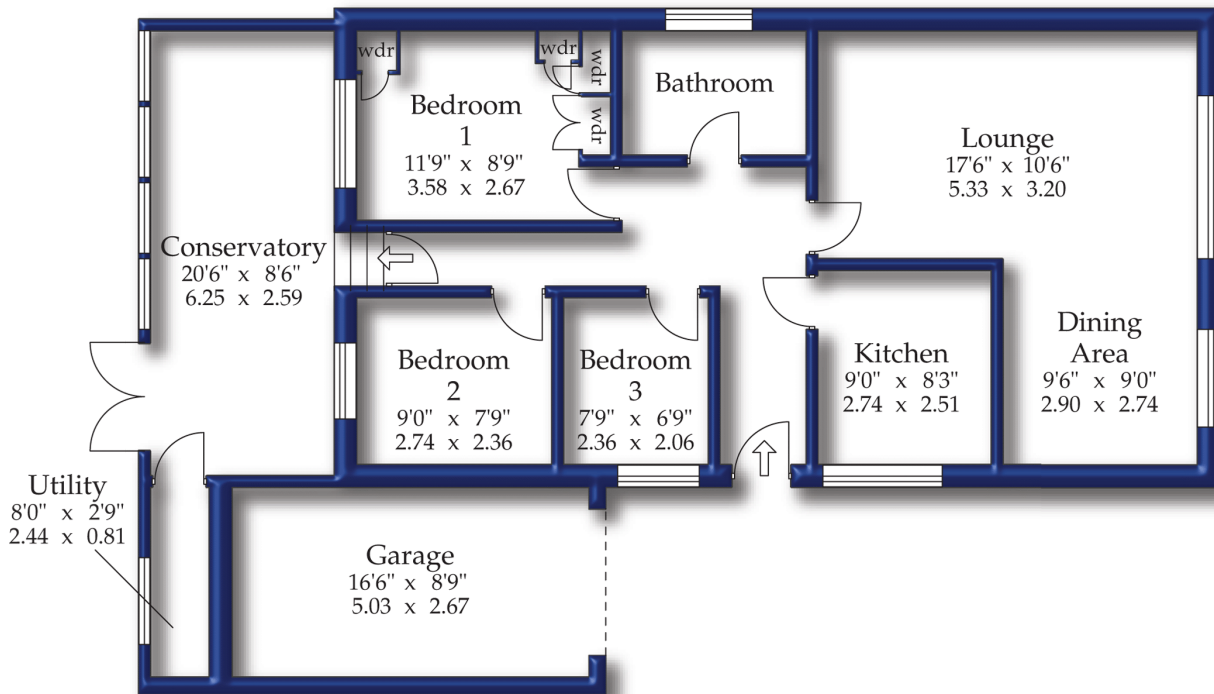 wdr
wdr
wdr
wdr
Bedroom
1
11'9" x 8'9"
3.58 x 2.67
Bathroom
Lounge
17'6" x 10'6"
5.33 x 3.20
Conservatory
20'6" x 8'6"
6.25 x 2.59
Bedroom
2
9'0" x 7'9"
2.74 x 2.36
Bedroom
3
7'9" x 6'9"
2.36 x 2.06
Kitchen
9'0" x 8'3"
2.74 x 2.51
Dining
Area
9'6" x 9'0"
2.90 x 2.74
Utility
8'0" x 2'9"
2.44 x 0.81
Garage
16'6" x 8'9"
5.03 x 2.67